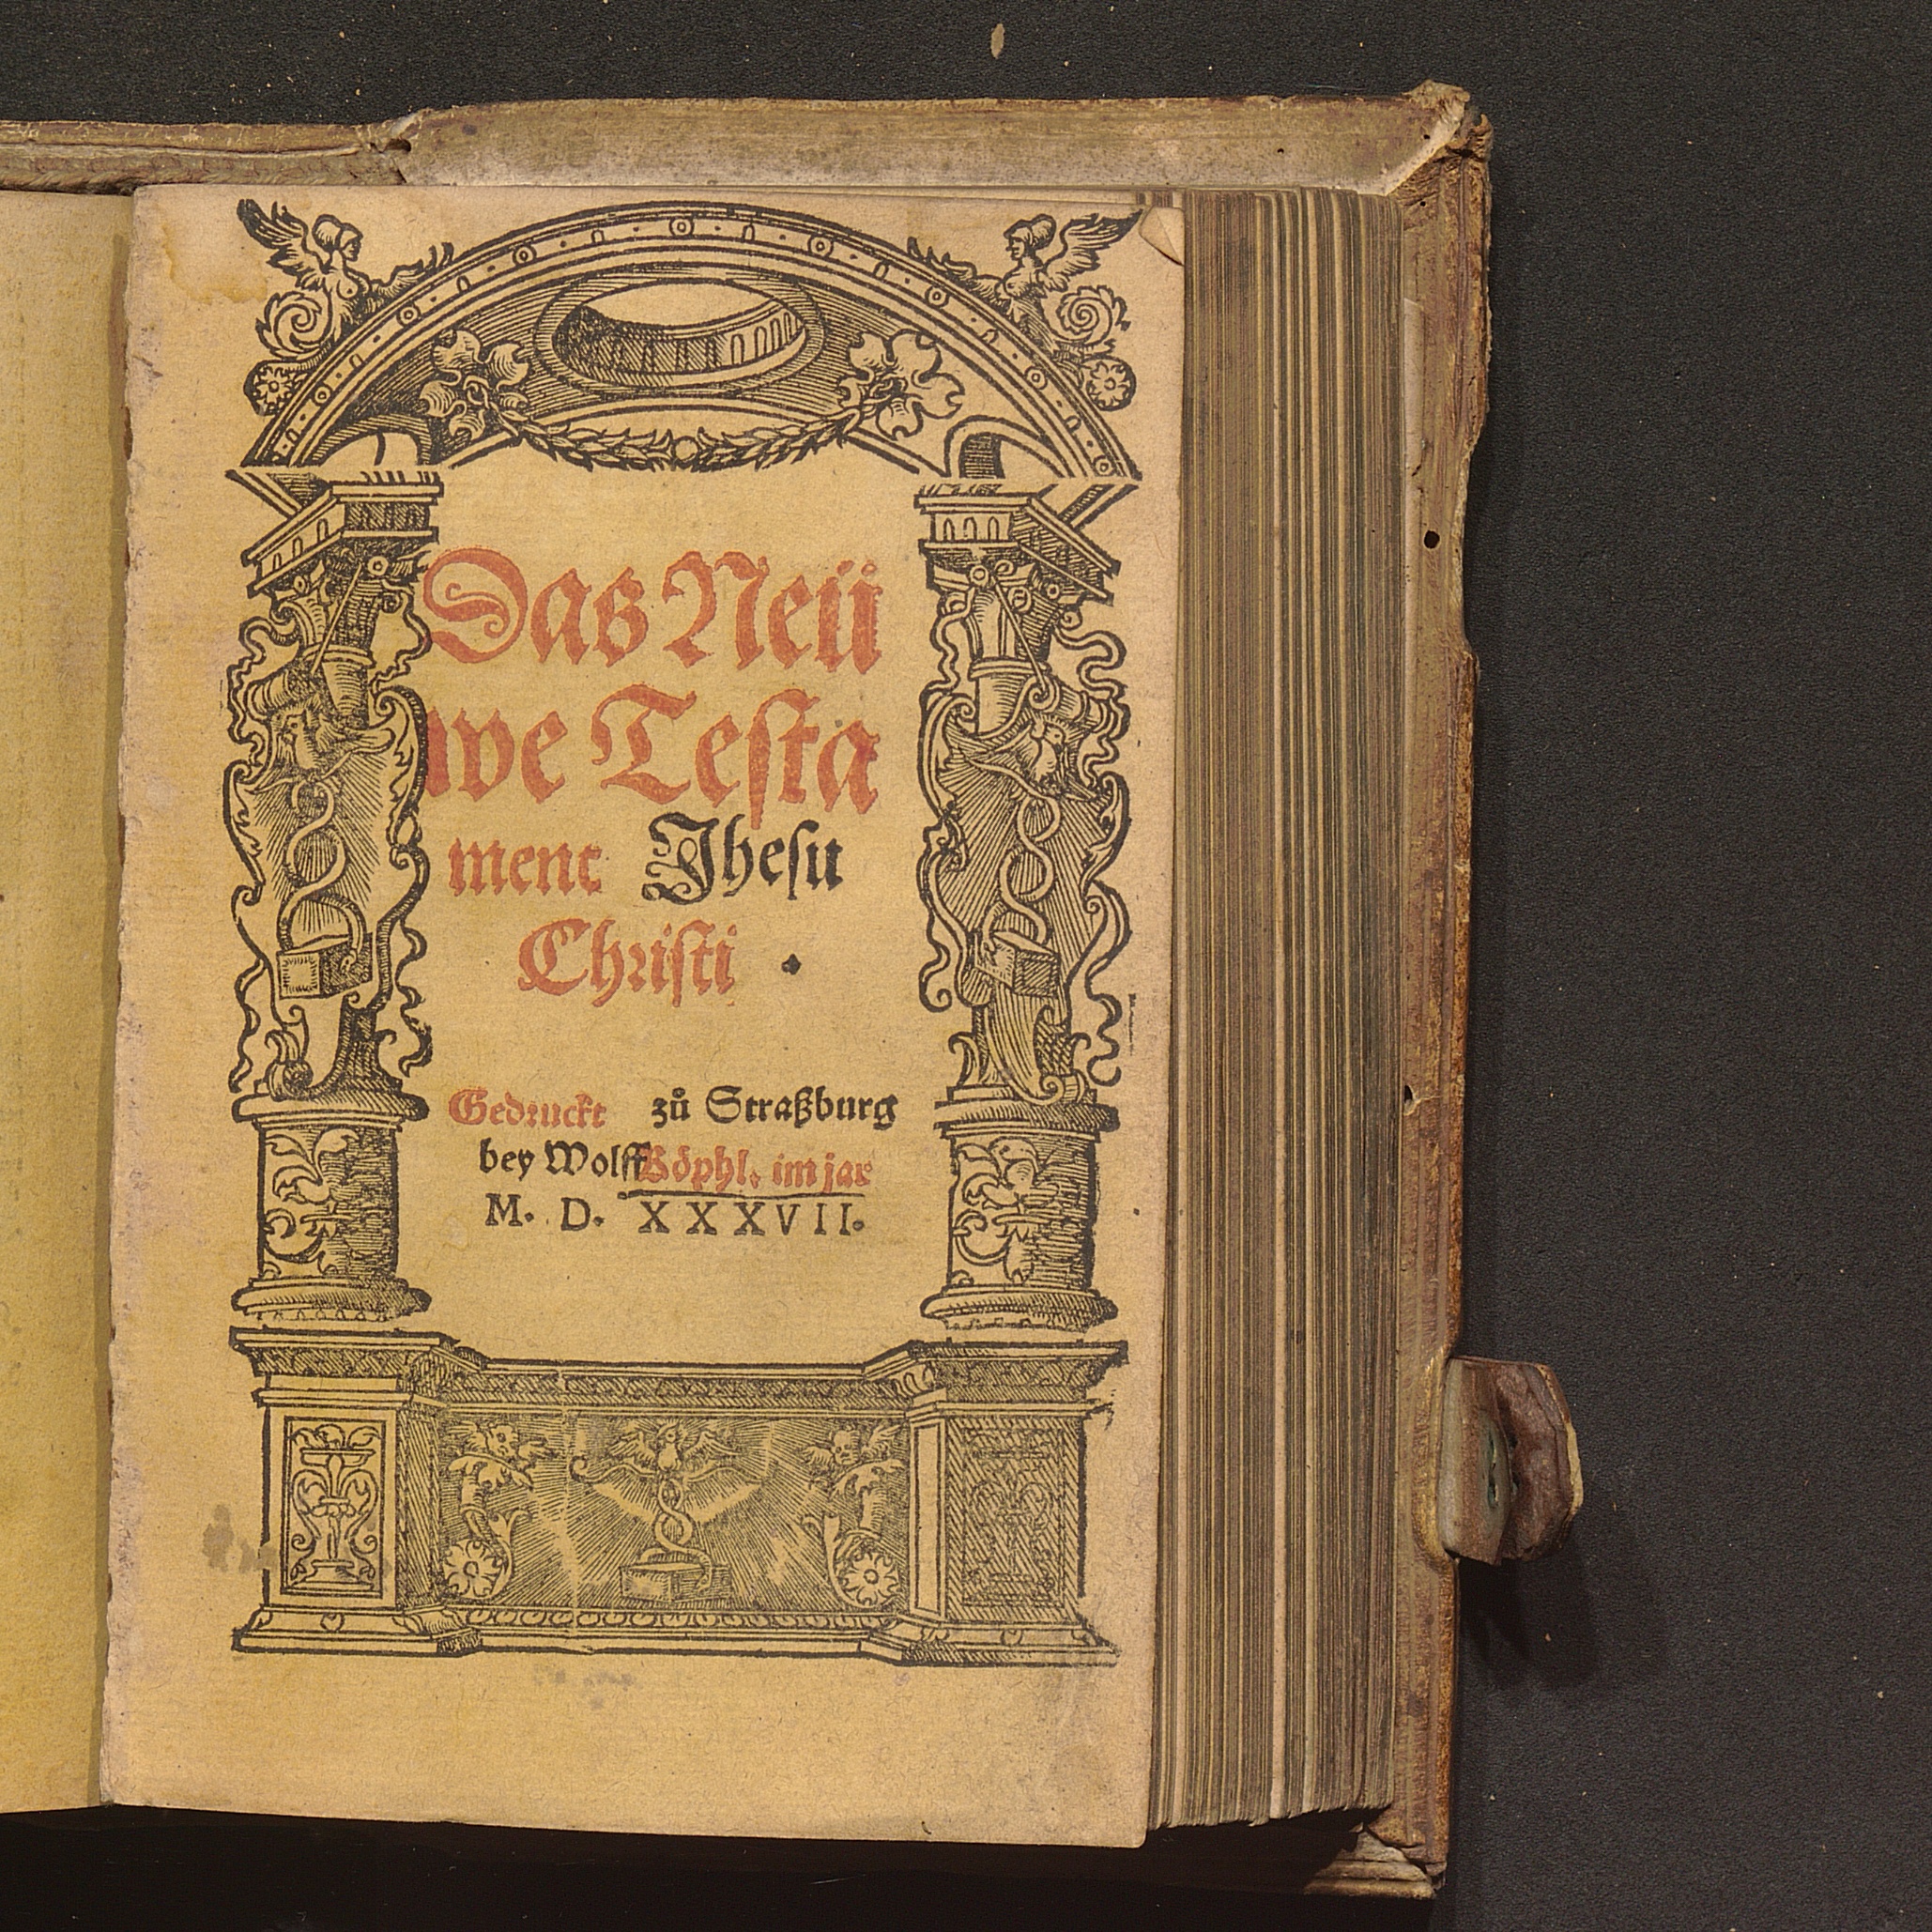 Das Neü
we Testa
ment Jhesu
Christi .
Gedruckt zů Straßburg
bey Wolff Köphl. im jar
M. D. XXXVII.